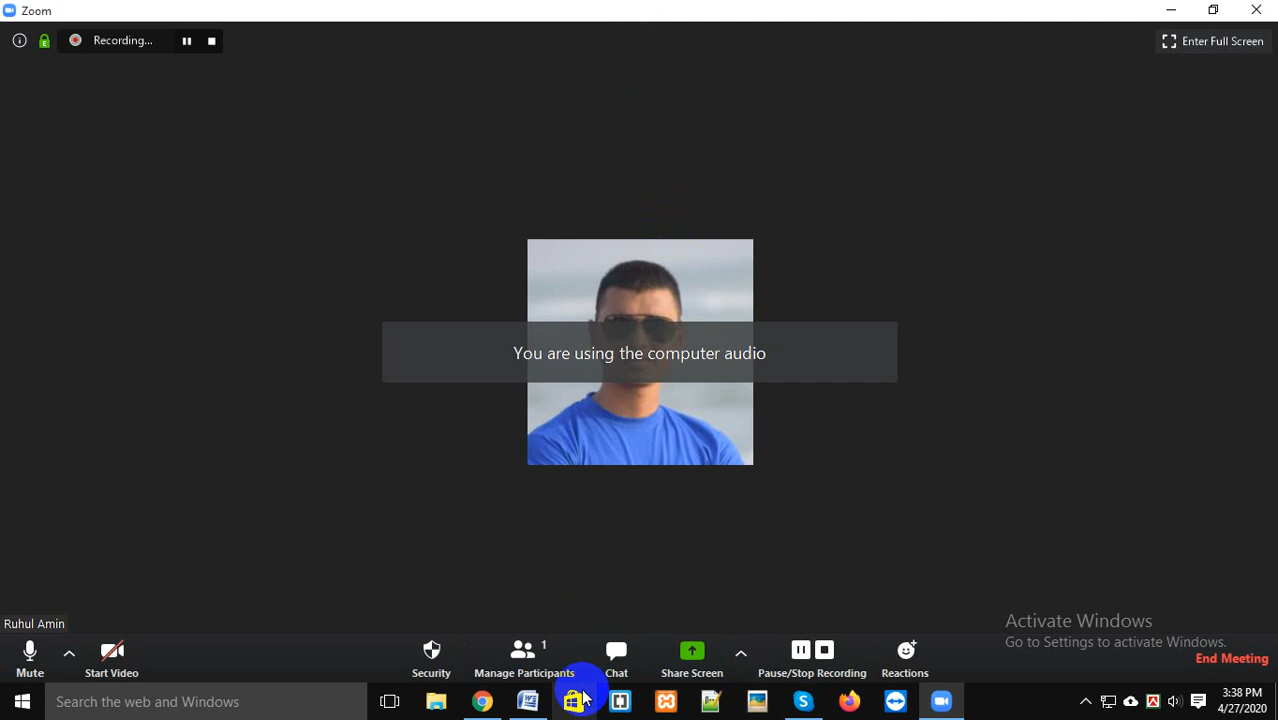 Zoom
Recording...
Enter Full Screen
You are using the computer audio
Ruhul Amin
Activate Windows
Go to Settings to activate Windows.
Mute
Start Video
Security
Manage Participants
1
Chat
Share Screen
Pause/Stop Recording
Reactions
End Meeting
Search the web and Windows
3:38 PM
4/27/2020